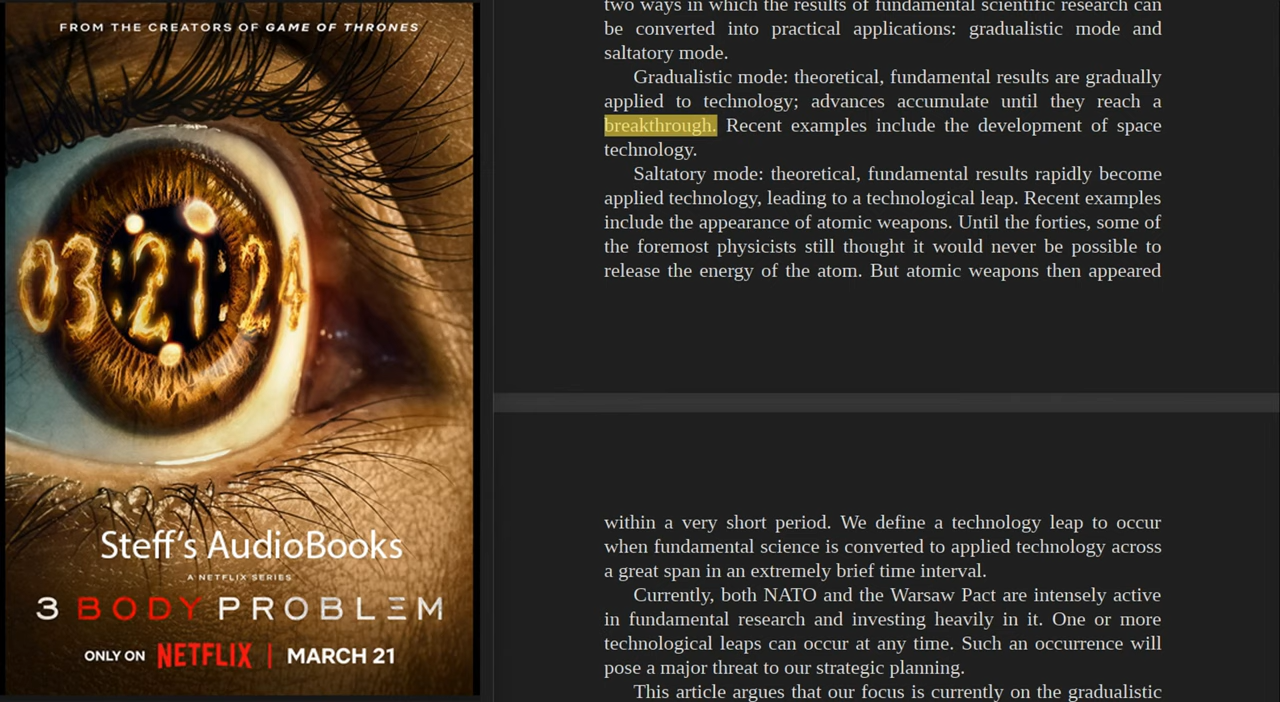 FROM THE CREATORS OF GAME OF THRONES
03:21:24
Steff's AudioBooks
A NETFLIX SERIES
3 BODY PROBLEM
ONLY ON NETFLIX | MARCH 21
two ways in which the results of fundamental scientific research can
be converted into practical applications: gradualistic mode and
saltatory mode.
Gradualistic mode: theoretical, fundamental results are gradually
applied to technology; advances accumulate until they reach a
breakthrough. Recent examples include the development of space
technology.
Saltatory mode: theoretical, fundamental results rapidly become
applied technology, leading to a technological leap. Recent examples
include the appearance of atomic weapons. Until the forties, some of
the foremost physicists still thought it would never be possible to
release the energy of the atom. But atomic weapons then appeared
within a very short period. We define a technology leap to occur
when fundamental science is converted to applied technology across
a great span in an extremely brief time interval.
Currently, both NATO and the Warsaw Pact are intensely active
in fundamental research and investing heavily in it. One or more
technological leaps can occur at any time. Such an occurrence will
pose a major threat to our strategic planning.
This article argues that our focus is currently on the gradualistic